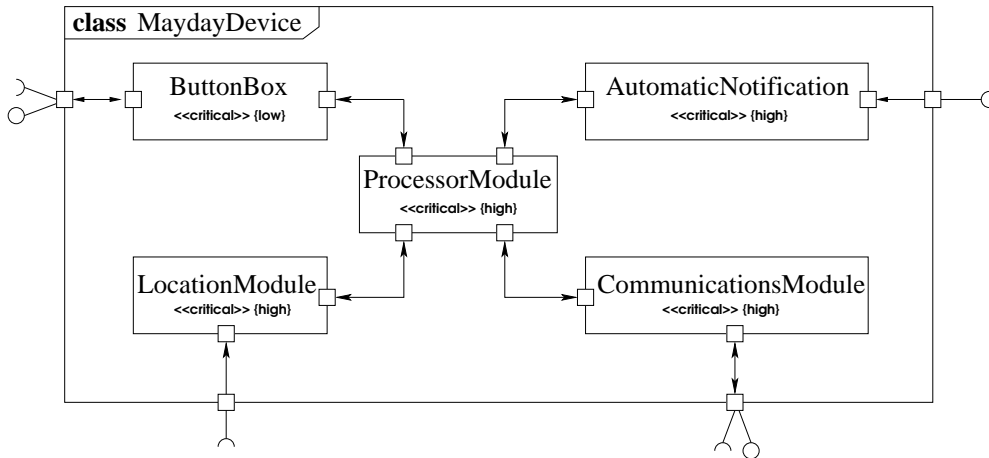 class MaydayDevice
ButtonBox
<<critical>> {low}
AutomaticNotification
<<critical>> {high}
ProcessorModule
<<critical>> {high}
LocationModule
<<critical>> {high}
CommunicationsModule
<<critical>> {high}